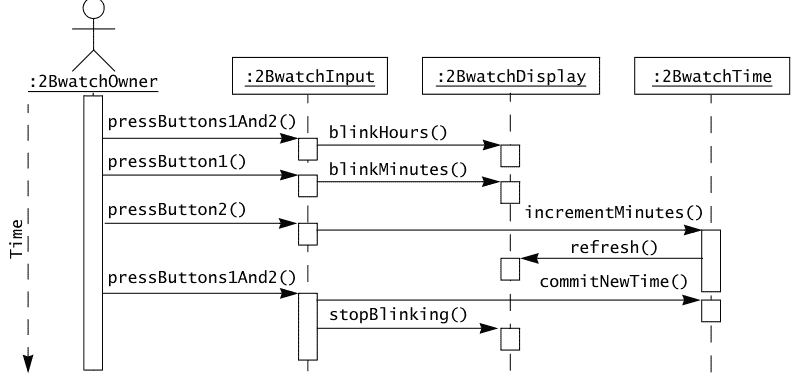 :2BwatchOwner
:2BwatchInput
:2BwatchDisplay
:2BwatchTime
pressButtons1And2()
blinkHours()
pressButton1()
blinkMinutes()
pressButton2()
incrementMinutes()
refresh()
pressButtons1And2()
commitNewTime()
stopBlinking()
Time